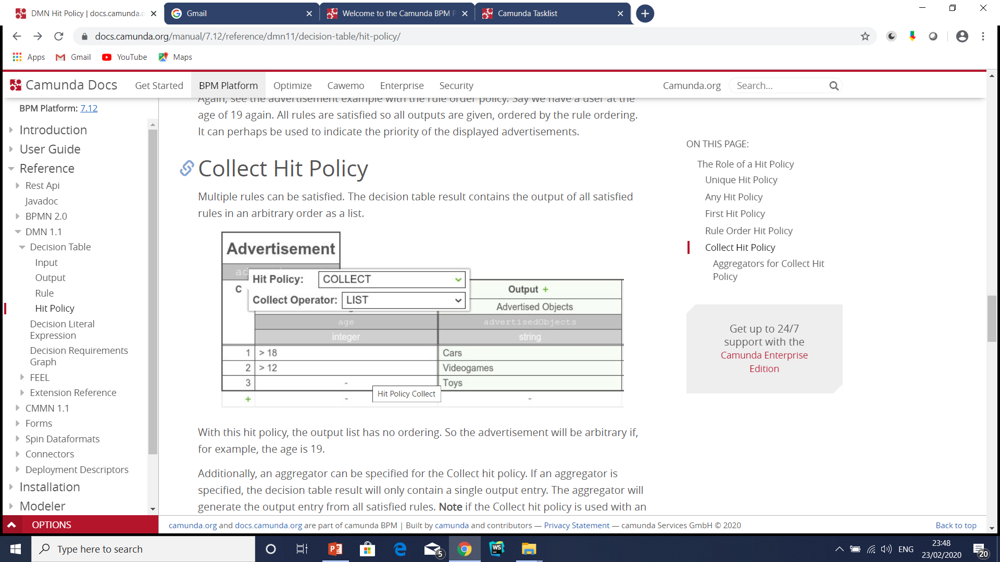 DMN Hit Policy | docs.camunda.o
Gmail
Welcome to the Camunda BPM P
Camunda Tasklist
docs.camunda.org/manual/7.12/reference/dmn11/decision-table/hit-policy/
Apps
Gmail
YouTube
Maps
Camunda Docs
Get Started
BPM Platform
Optimize
Cawemo
Enterprise
Security
Camunda.org
Search...
BPM Platform: 7.12
Introduction
User Guide
Reference
Rest Api
Javadoc
BPMN 2.0
DMN 1.1
Decision Table
Input
Output
Rule
Hit Policy
Decision Literal
Expression
Decision Requirements
Graph
FEEL
Extension Reference
CMMN 1.1
Forms
Spin Dataformats
Connectors
Deployment Descriptors
Installation
Modeler
OPTIONS
Again, see the advertisement example with the rule order policy. Say we have a user at the
age of 19 again. All rules are satisfied so all outputs are given, ordered by the rule ordering.
It can perhaps be used to indicate the priority of the displayed advertisements.
Collect Hit Policy
Multiple rules can be satisfied. The decision table result contains the output of all satisfied
rules in an arbitrary order as a list.
Advertisement
ad
Hit Policy: COLLECT
Collect Operator: LIST
C
Output +
Advertised Objects
age
advertisedObjects
integer
string
1 > 18 Cars
2 > 12 Videogames
3 - Toys
+ - -
Hit Policy Collect
With this hit policy, the output list has no ordering. So the advertisement will be arbitrary if,
for example, the age is 19.
Additionally, an aggregator can be specified for the Collect hit policy. If an aggregator is
specified, the decision table result will only contain a single output entry. The aggregator will
generate the output entry from all satisfied rules. Note if the Collect hit policy is used with an
ON THIS PAGE:
The Role of a Hit Policy
Unique Hit Policy
Any Hit Policy
First Hit Policy
Rule Order Hit Policy
Collect Hit Policy
Aggregators for Collect Hit
Policy
Get up to 24/7
support with the
Camunda Enterprise
Edition
camunda.org and docs.camunda.org are part of camunda BPM | Built by camunda and contributors — Privacy Statement — camunda Services GmbH © 2020
Back to top
Type here to search
5
WS
ENG
23:48
23/02/2020
20